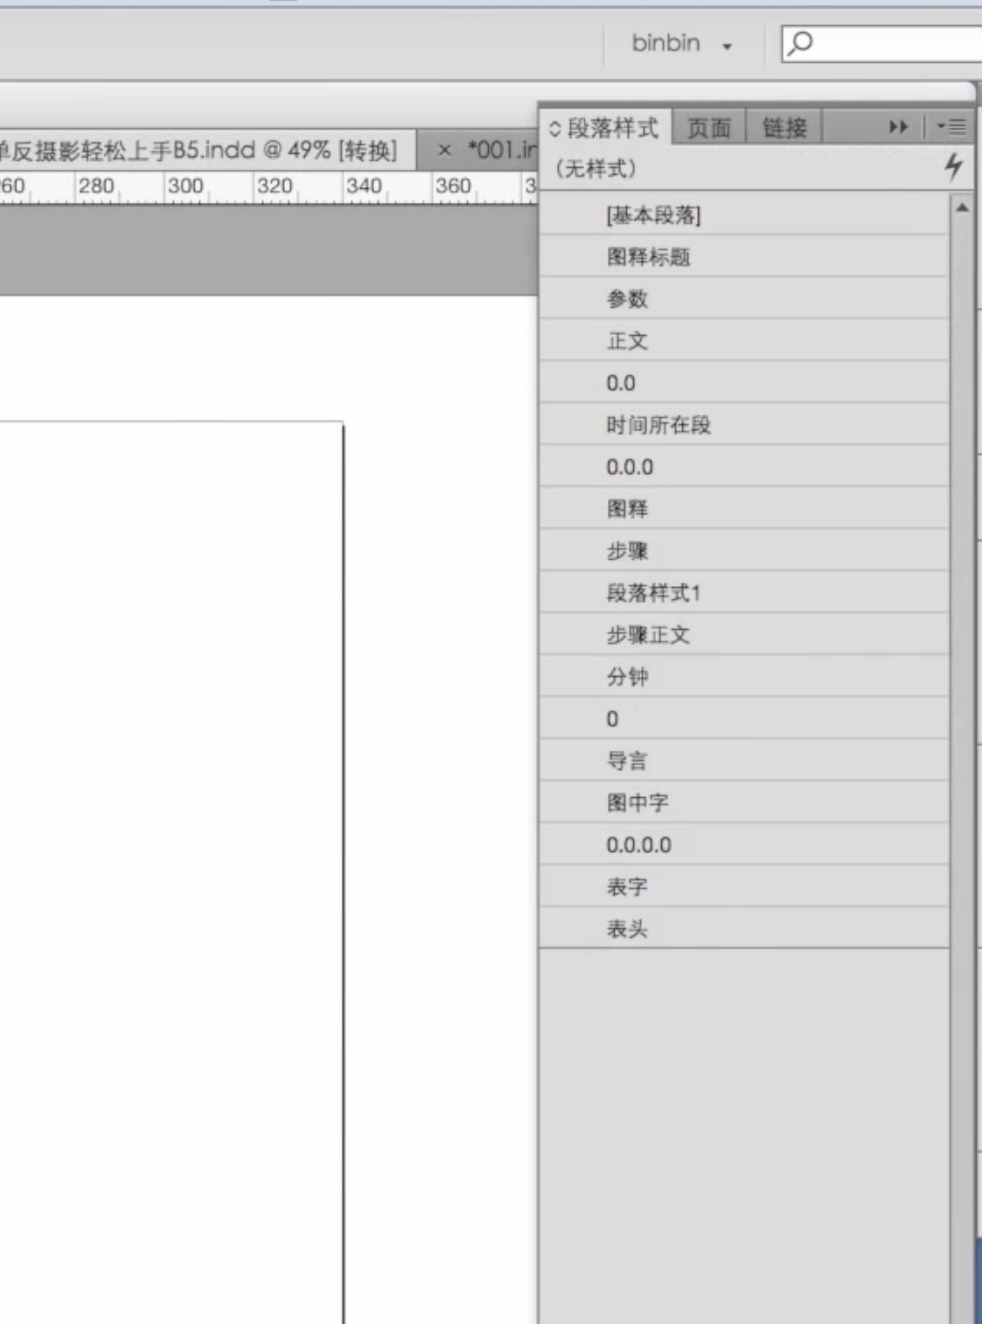 binbin
单反摄影轻松上手B5.indd @ 49% [转换] × *001.in
260 280 300 320 340 360 3
段落样式 页面 链接
(无样式)
[基本段落]
图释标题
参数
正文
0.0
时间所在段
0.0.0
图释
步骤
段落样式1
步骤正文
分钟
0
导言
图中字
0.0.0.0
表字
表头